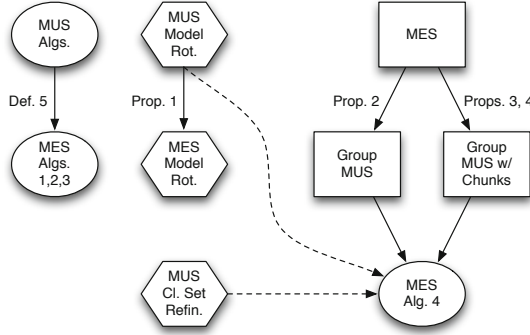 MUS
Algs.
MUS
Model
Rot.
MES
Def. 5
Prop. 1
Prop. 2
Props. 3, 4
MES
Algs.
1,2,3
MES
Model
Rot.
Group
MUS
Group
MUS w/
Chunks
MUS
Cl. Set
Refin.
MES
Alg. 4